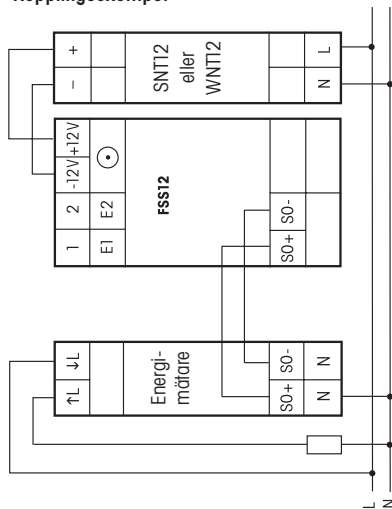 Kopplingsexempel
+
−
SNT12
eller
WNT12
L
N
+12V
-12V
2
1
E2
E1
FSS12
SO-
SO+
↓L
↑L
Energi-
mätare
SO-
SO+
N
N
L
N